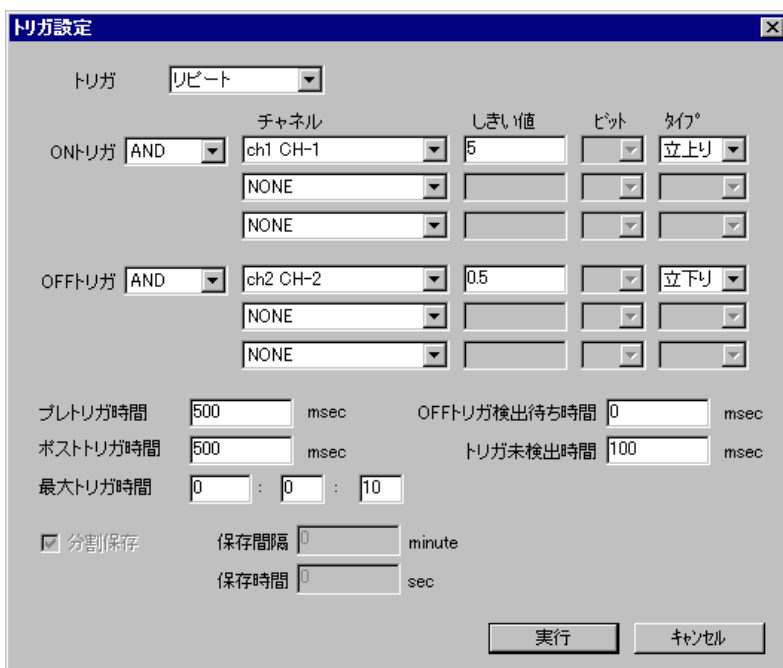 トリガ設定
トリガ リピート
チャネル しきい値 ビット タイプ
ONトリガ AND ch1 CH-1 5 立上り
NONE
NONE
OFFトリガ AND ch2 CH-2 0.5 立下り
NONE
NONE
プレトリガ時間 500 msec OFFトリガ検出待ち時間 0 msec
ポストトリガ時間 500 msec トリガ未検出時間 100 msec
最大トリガ時間 0 : 0 : 10
分割保存 保存間隔 0 minute
保存時間 0 sec
実行 キャンセル